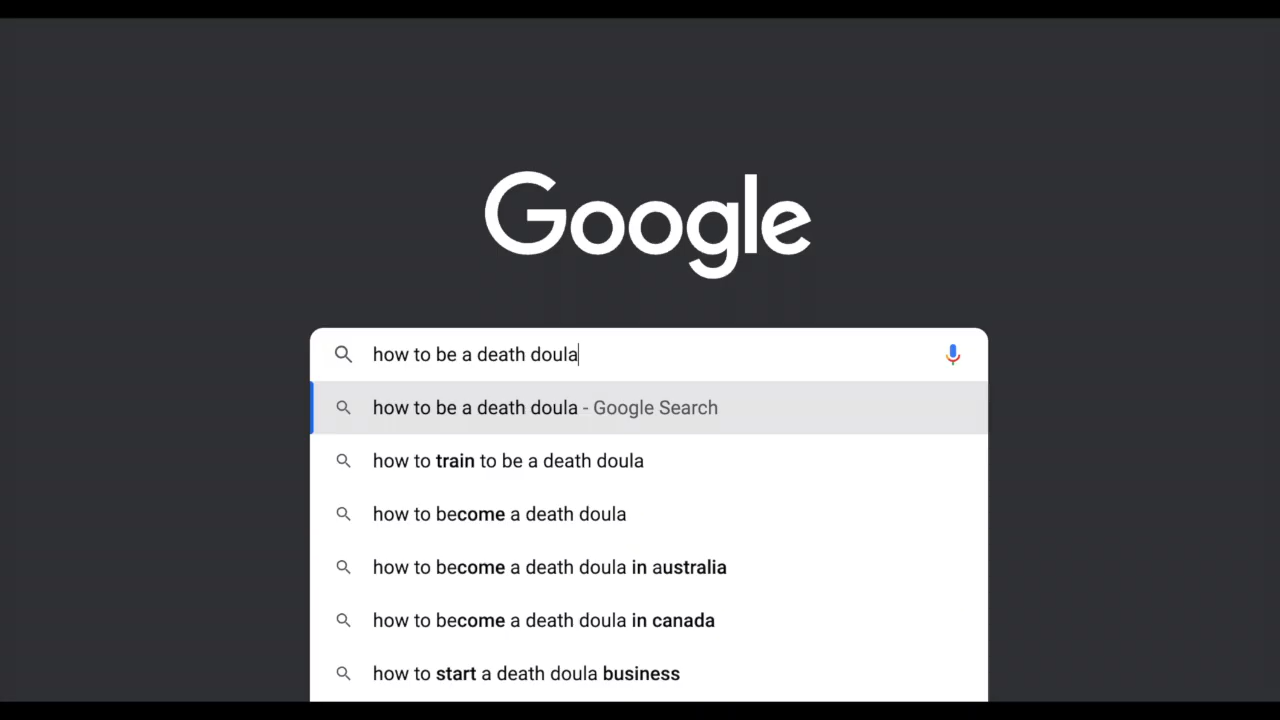 Google
how to be a death doula
how to be a death doula - Google Search
how to train to be a death doula
how to become a death doula
how to become a death doula in australia
how to become a death doula in canada
how to start a death doula business